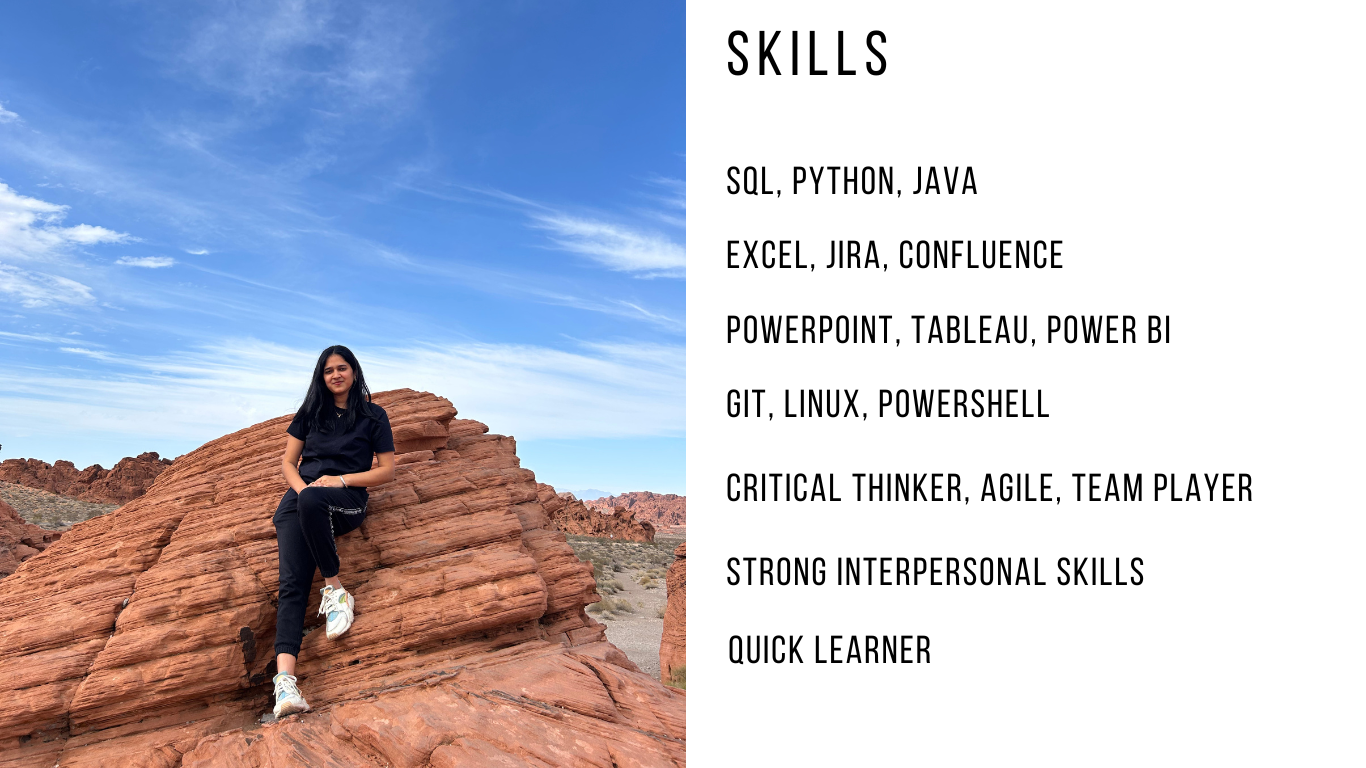 SKILLS
SQL, PYTHON, JAVA
EXCEL, JIRA, CONFLUENCE
POWERPOINT, TABLEAU, POWER BI
GIT, LINUX, POWERSHELL
CRITICAL THINKER, AGILE, TEAM PLAYER
STRONG INTERPERSONAL SKILLS
QUICK LEARNER